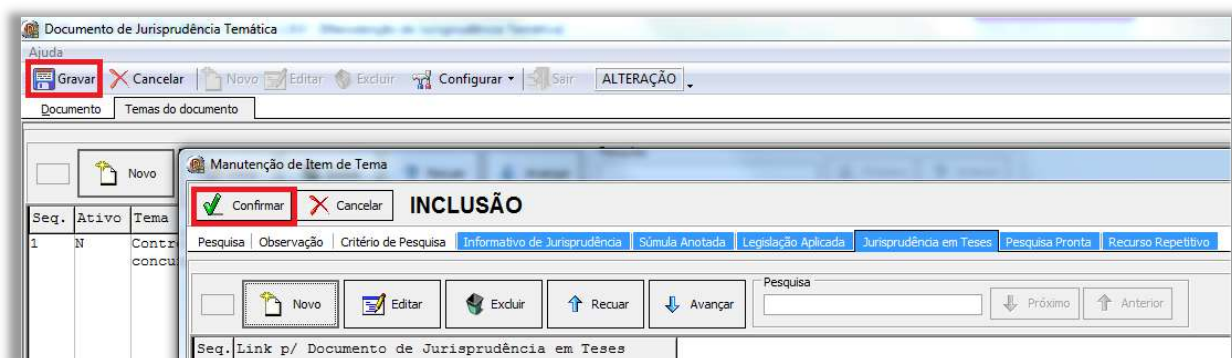 Documento de Jurisprudência Temática
Ajuda
Gravar Cancelar Novo Editar Excluir Configurar Sair ALTERAÇÃO
Documento Temas do documento
Novo
Seq. Ativo Tema
1 N Contr
concu
Manutenção de Item de Tema
Confirmar Cancelar INCLUSÃO
Pesquisa Observação Critério de Pesquisa Informativo de Jurisprudência Súmula Anotada Legislação Aplicada Jurisprudência em Teses Pesquisa Pronta Recurso Repetitivo
Novo Editar Excluir Recuar Avançar Pesquisa Próximo Anterior
Seq. Link p/ Documento de Jurisprudência em Teses